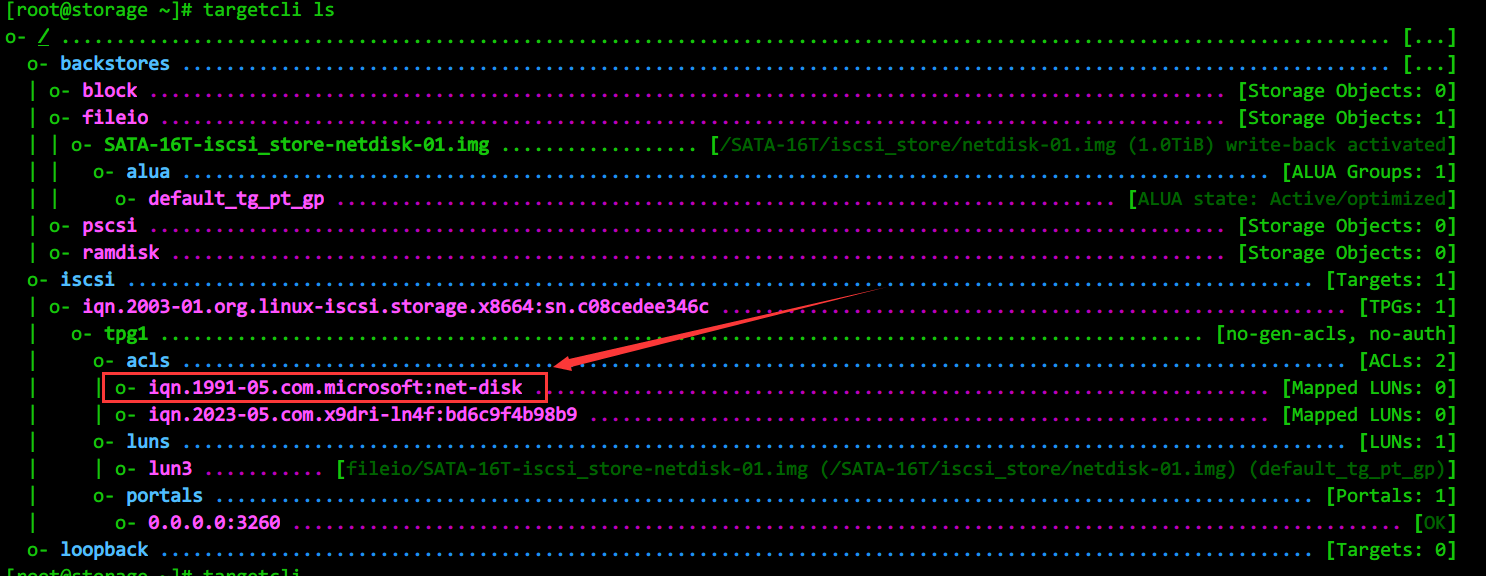 [root@storage ~]# targetcli ls
o- / ........................................................................................................................ [...]
  o- backstores ............................................................................................................. [...]
  | o- block ................................................................................................. [Storage Objects: 0]
  | o- fileio ................................................................................................ [Storage Objects: 1]
  | | o- SATA-16T-iscsi_store-netdisk-01.img .................. [/SATA-16T/iscsi_store/netdisk-01.img (1.0TiB) write-back activated]
  | |   o- alua .................................................................................................. [ALUA Groups: 1]
  | |     o- default_tg_pt_gp ...................................................................... [ALUA state: Active/optimized]
  | o- pscsi ................................................................................................. [Storage Objects: 0]
  | o- ramdisk ............................................................................................... [Storage Objects: 0]
  o- iscsi ........................................................................................................... [Targets: 1]
  | o- iqn.2003-01.org.linux-iscsi.storage.x8664:sn.c08cedee346c ........................................................ [TPGs: 1]
  |   o- tpg1 .............................................................................................. [no-gen-acls, no-auth]
  |     o- acls ......................................................................................................... [ACLs: 2]
  |     | o- iqn.1991-05.com.microsoft:net-disk .................................................................. [Mapped LUNs: 0]
  |     | o- iqn.2023-05.com.x9dri-ln4f:bd6c9f4b98b9 ............................................................. [Mapped LUNs: 0]
  |     o- luns ......................................................................................................... [LUNs: 1]
  |     | o- lun3 ........... [fileio/SATA-16T-iscsi_store-netdisk-01.img (/SATA-16T/iscsi_store/netdisk-01.img) (default_tg_pt_gp)]
  |     o- portals ................................................................................................... [Portals: 1]
  |       o- 0.0.0.0:3260 .................................................................................................... [OK]
  o- loopback ........................................................................................................ [Targets: 0]
[root@storage ~]# targetcli